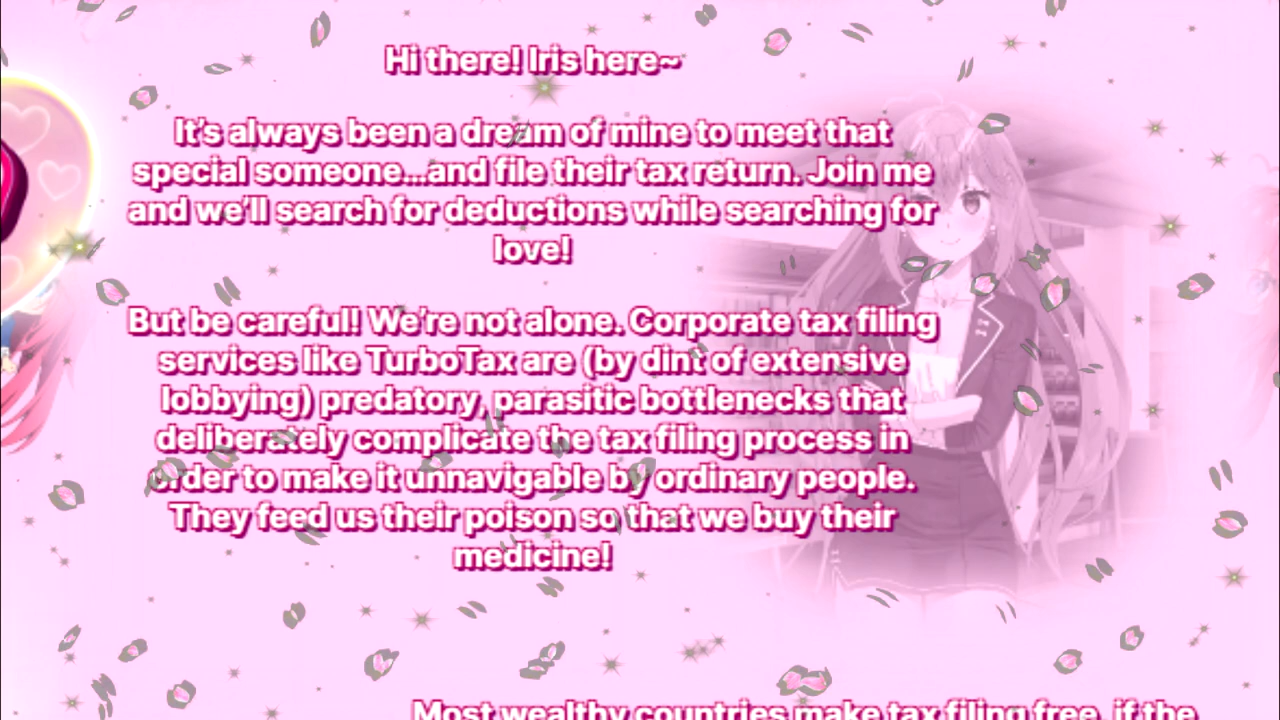 Hi there! Iris here~
It's always been a dream of mine to meet that
special someone...and file their tax return. Join me
and we'll search for deductions while searching for
love!
But be careful! We're not alone. Corporate tax filing
services like TurboTax are (by dint of extensive
lobbying) predatory, parasitic bottlenecks that
deliberately complicate the tax filing process in
order to make it unnavigable by ordinary people.
They feed us their poison so that we buy their
medicine!
Most wealthy countries make tax filing free, if the